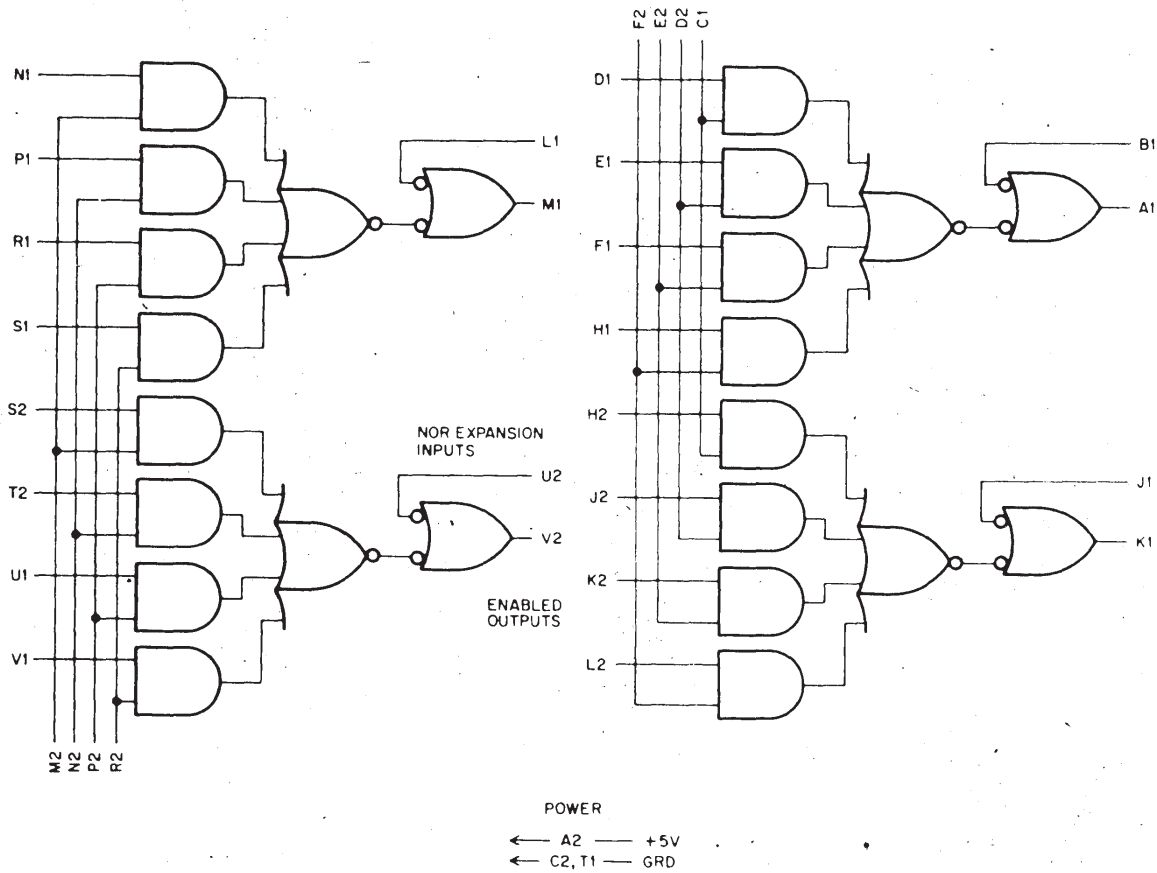 F2
E2
D2
C1
N1
P1
R1
S1
S2
T2
U1
V1
L1
M1
NOR EXPANSION
INPUTS
U2
V2
ENABLED
OUTPUTS
M2
N2
P2
R2
D1
E1
F1
H1
H2
J2
K2
L2
B1
A1
J1
K1
POWER
A2 +5V
C2, T1 GRD